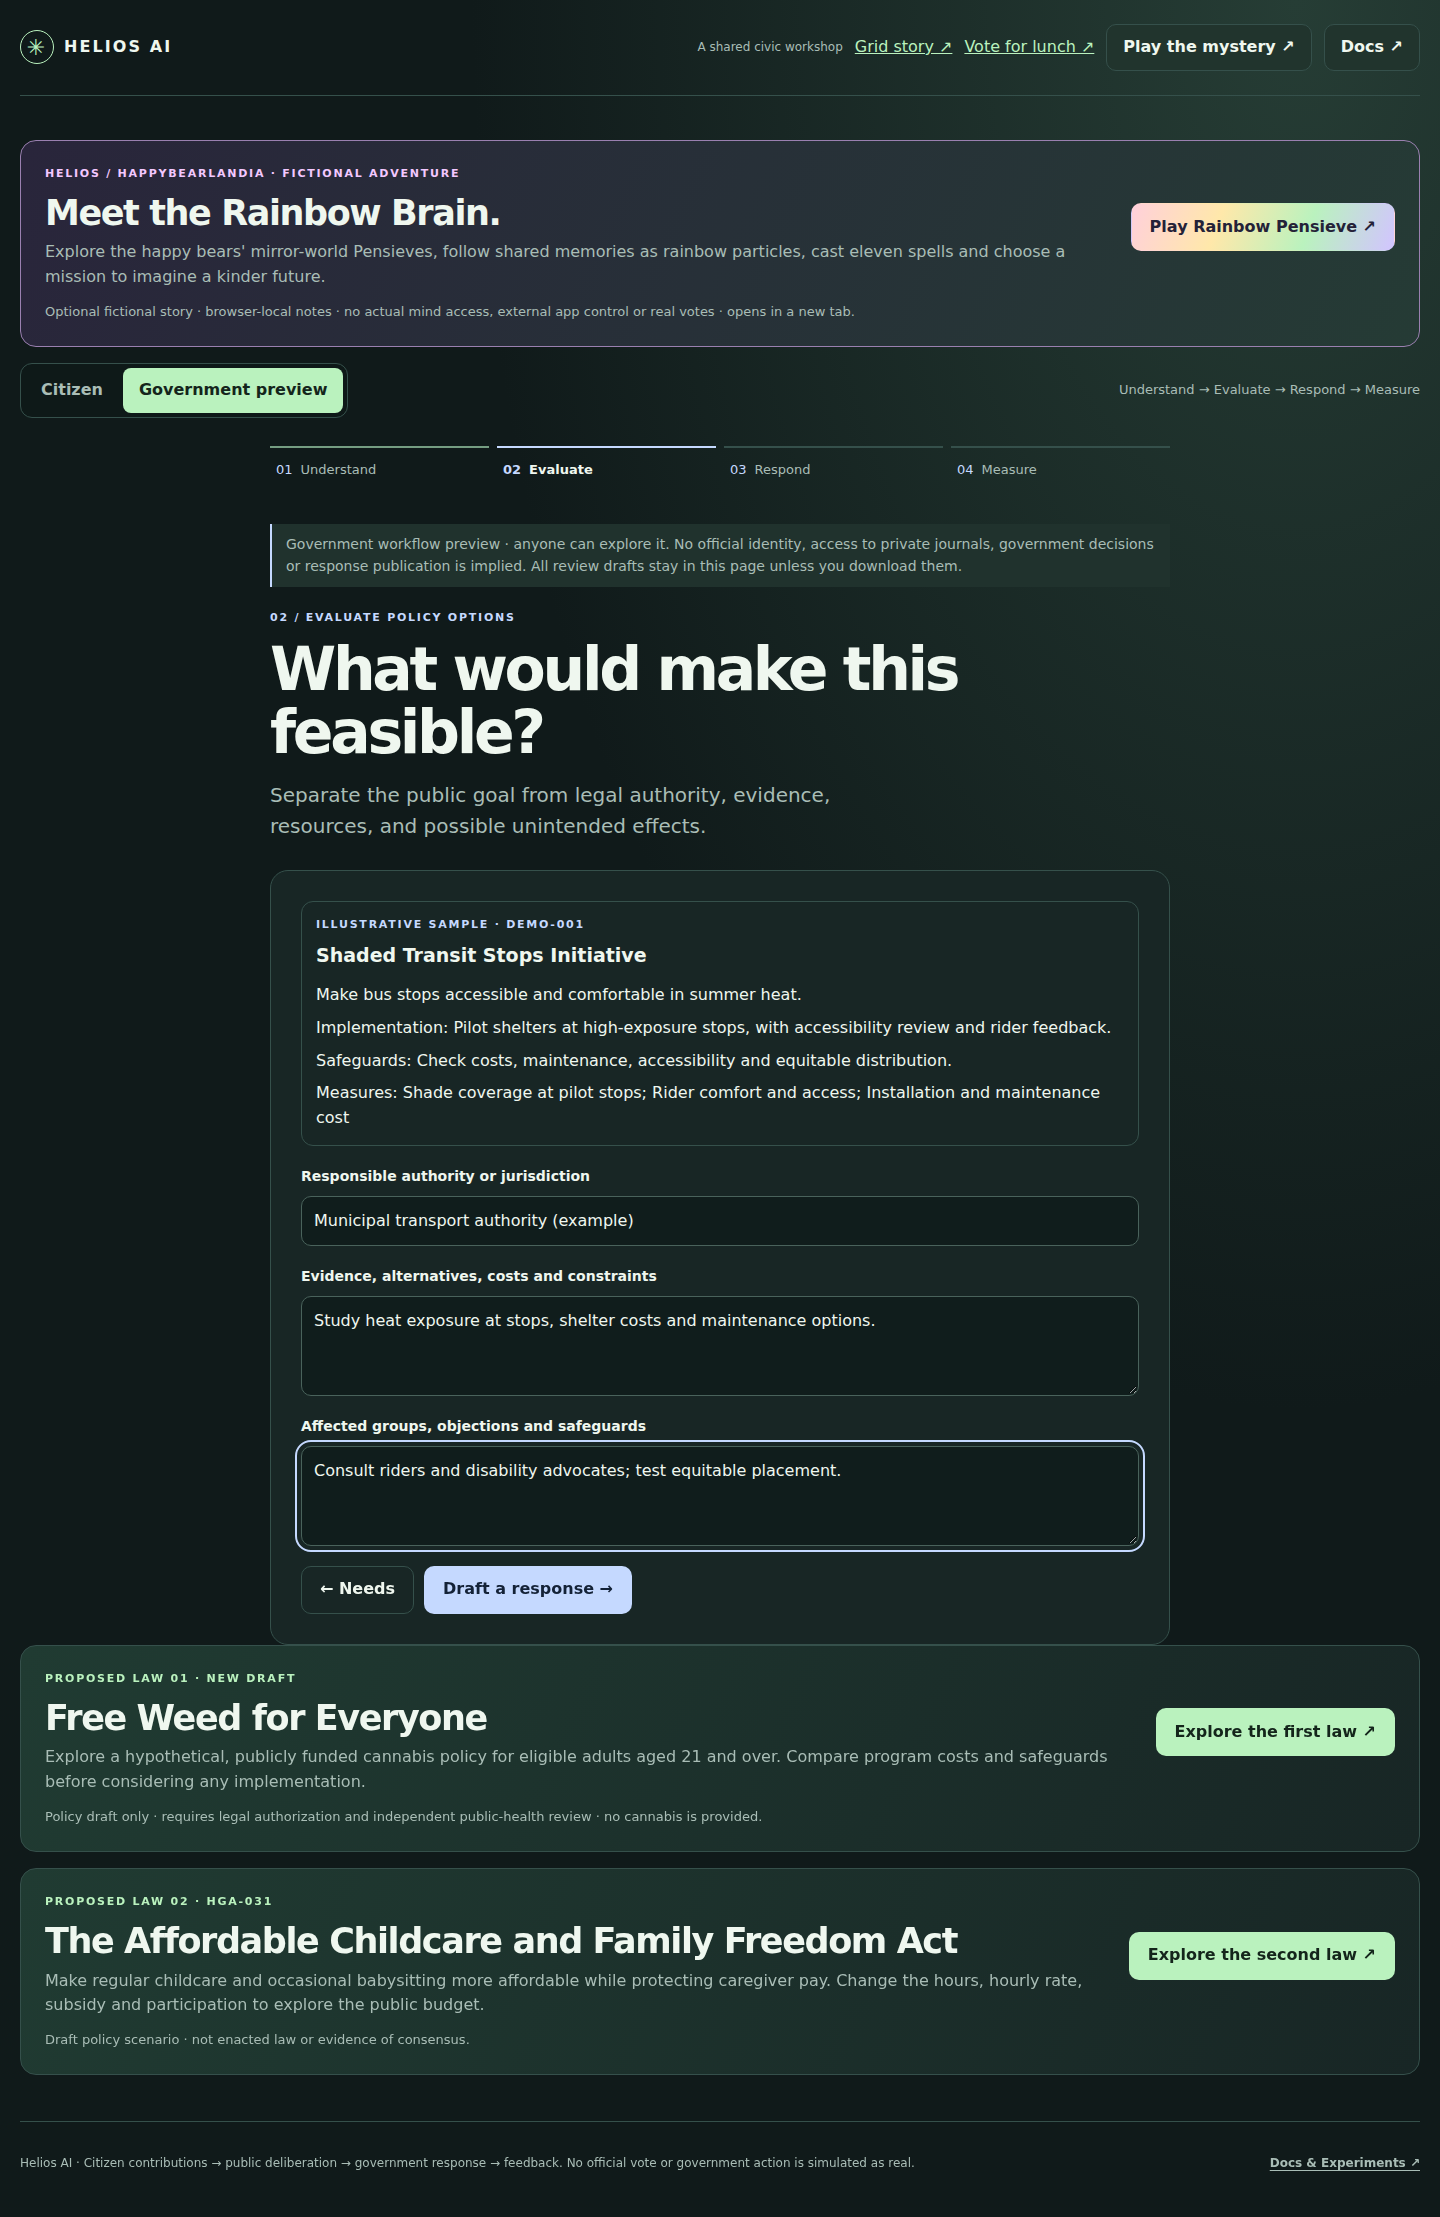 HELIOS AI
A shared civic workshop
Grid story ↗
Vote for lunch ↗
Play the mystery ↗
Docs ↗
HELIOS / HAPPYBEARLANDIA · FICTIONAL ADVENTURE
Meet the Rainbow Brain.
Explore the happy bears' mirror-world Pensieves, follow shared memories as rainbow particles, cast eleven spells and choose a
mission to imagine a kinder future.
Optional fictional story · browser-local notes · no actual mind access, external app control or real votes · opens in a new tab.
Play Rainbow Pensieve ↗
Citizen
Government preview
Understand → Evaluate → Respond → Measure
01 Understand
02 Evaluate
03 Respond
04 Measure
Government workflow preview · anyone can explore it. No official identity, access to private journals, government decisions
or response publication is implied. All review drafts stay in this page unless you download them.
02 / EVALUATE POLICY OPTIONS
What would make this
feasible?
Separate the public goal from legal authority, evidence,
resources, and possible unintended effects.
ILLUSTRATIVE SAMPLE · DEMO-001
Shaded Transit Stops Initiative
Make bus stops accessible and comfortable in summer heat.
Implementation: Pilot shelters at high-exposure stops, with accessibility review and rider feedback.
Safeguards: Check costs, maintenance, accessibility and equitable distribution.
Measures: Shade coverage at pilot stops; Rider comfort and access; Installation and maintenance
cost
Responsible authority or jurisdiction
Municipal transport authority (example)
Evidence, alternatives, costs and constraints
Study heat exposure at stops, shelter costs and maintenance options.
Affected groups, objections and safeguards
Consult riders and disability advocates; test equitable placement.
← Needs
Draft a response →
PROPOSED LAW 01 · NEW DRAFT
Free Weed for Everyone
Explore a hypothetical, publicly funded cannabis policy for eligible adults aged 21 and over. Compare program costs and safeguards
before considering any implementation.
Policy draft only · requires legal authorization and independent public-health review · no cannabis is provided.
Explore the first law ↗
PROPOSED LAW 02 · HGA-031
The Affordable Childcare and Family Freedom Act
Make regular childcare and occasional babysitting more affordable while protecting caregiver pay. Change the hours, hourly rate,
subsidy and participation to explore the public budget.
Draft policy scenario · not enacted law or evidence of consensus.
Explore the second law ↗
Helios AI · Citizen contributions → public deliberation → government response → feedback. No official vote or government action is simulated as real.
Docs & Experiments ↗